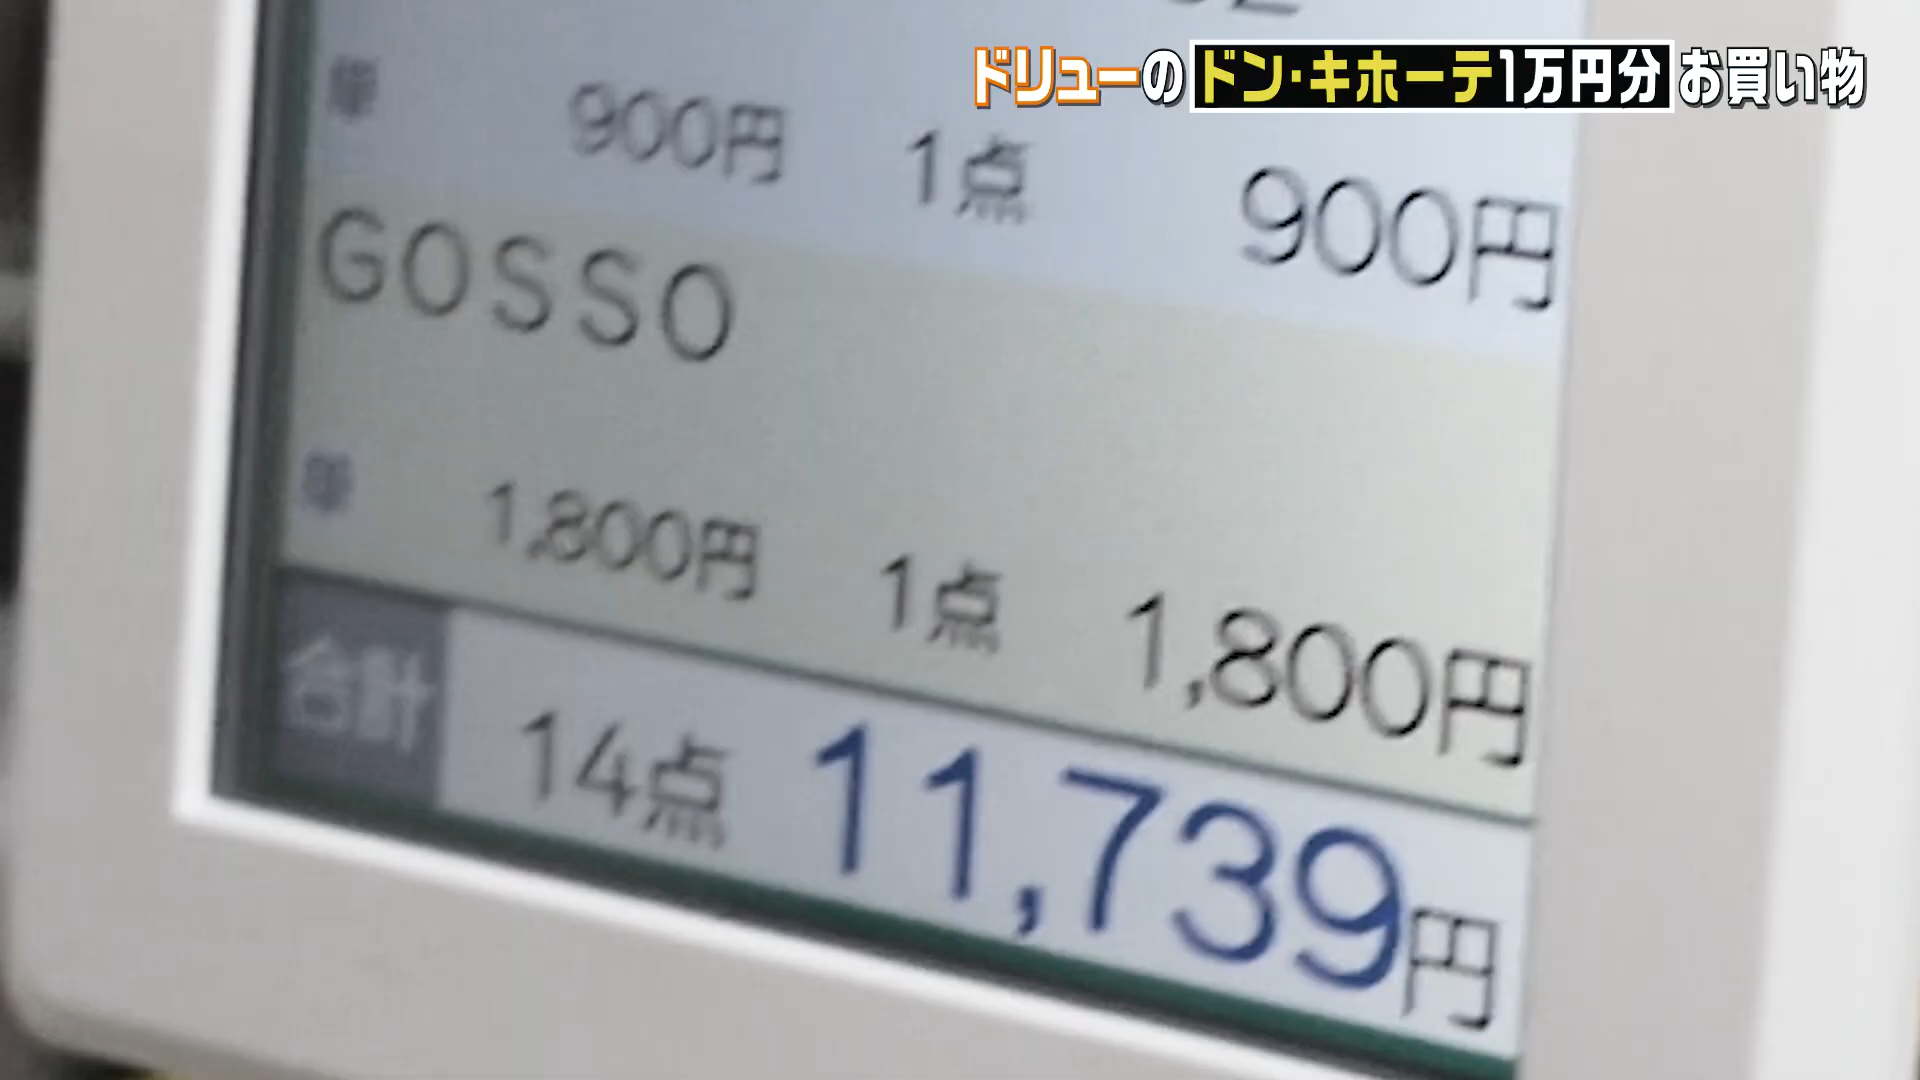 ドリューのドン・キホーテ1万円分お買い物
900円 1点 900円
GOSSO
1,800円 1点 1,800円
合計 14点 11,739円